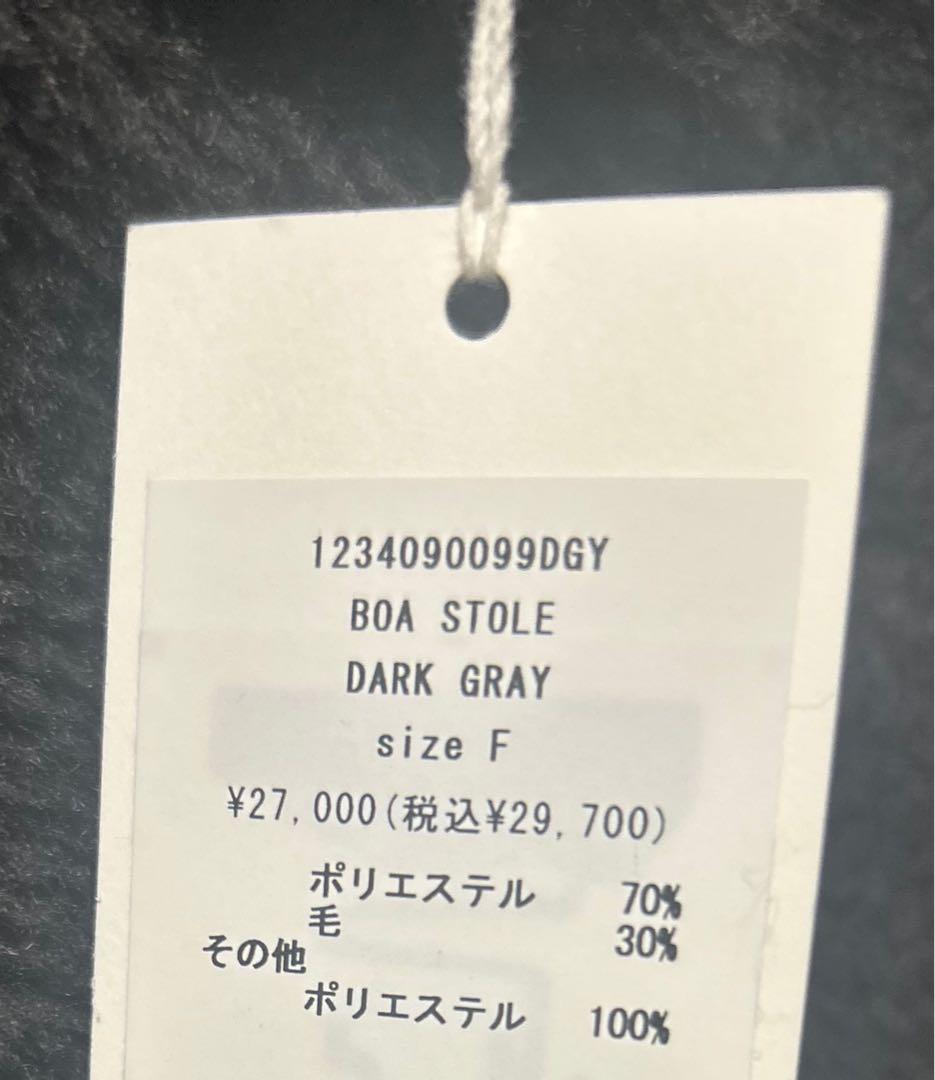 1234090099DGY
BOA STOLE
DARK GRAY
size F
¥27,000(税込¥29,700)
ポリエステル 70%
毛 30%
その他
ポリエステル 100%